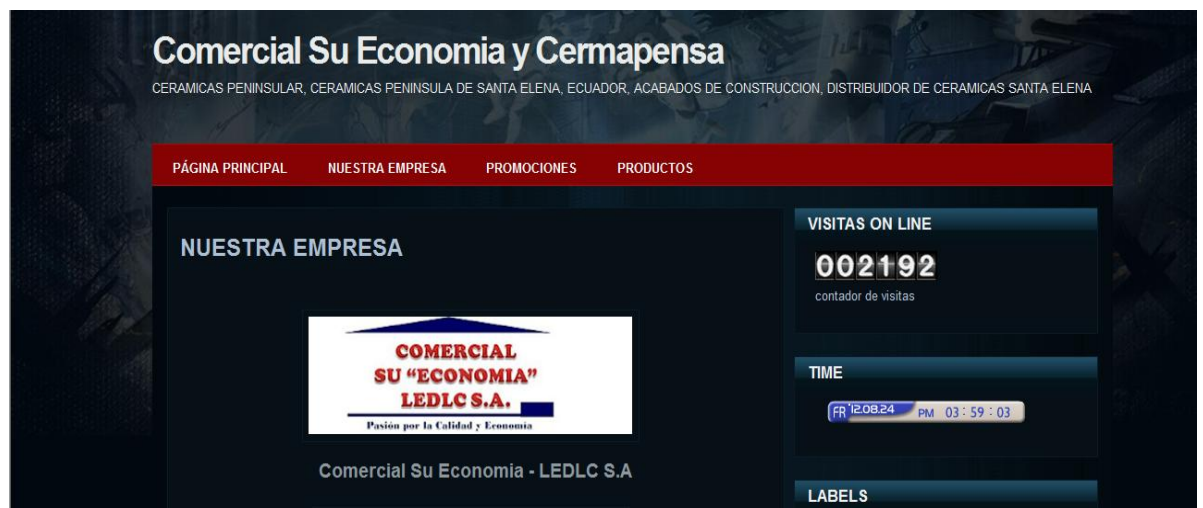 Comercial Su Economia y Cermapensa
CERAMICAS PENINSULAR, CERAMICAS PENINSULA DE SANTA ELENA, ECUADOR, ACABADOS DE CONSTRUCCION, DISTRIBUIDOR DE CERAMICAS SANTA ELENA
PÁGINA PRINCIPAL NUESTRA EMPRESA PROMOCIONES PRODUCTOS
NUESTRA EMPRESA
COMERCIAL
SU “ECONOMIA”
LEDLC S.A.
Pasión por la Calidad y Economia
Comercial Su Economia - LEDLC S.A
VISITAS ON LINE
002192
contador de visitas
TIME
FR '12.08.24 PM 03:59:03
LABELS